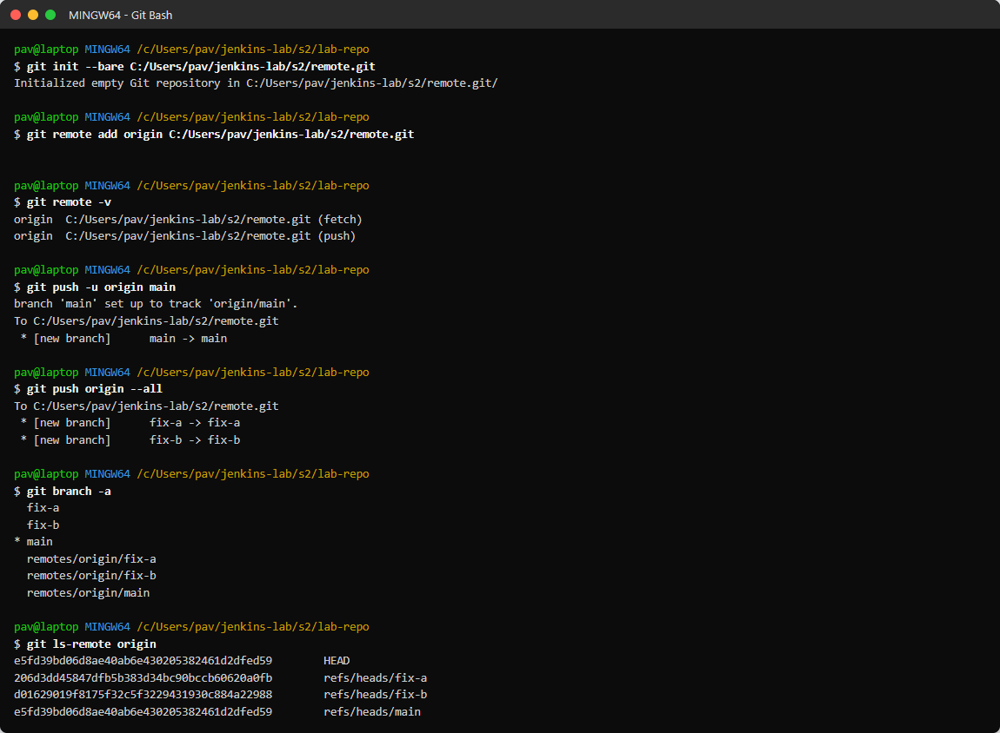 MINGW64 - Git Bash
pav@laptop MINGW64 /c/Users/pav/jenkins-lab/s2/lab-repo
$ git init --bare C:/Users/pav/jenkins-lab/s2/remote.git
Initialized empty Git repository in C:/Users/pav/jenkins-lab/s2/remote.git/
pav@laptop MINGW64 /c/Users/pav/jenkins-lab/s2/lab-repo
$ git remote add origin C:/Users/pav/jenkins-lab/s2/remote.git
pav@laptop MINGW64 /c/Users/pav/jenkins-lab/s2/lab-repo
$ git remote -v
origin  C:/Users/pav/jenkins-lab/s2/remote.git (fetch)
origin  C:/Users/pav/jenkins-lab/s2/remote.git (push)
pav@laptop MINGW64 /c/Users/pav/jenkins-lab/s2/lab-repo
$ git push -u origin main
branch 'main' set up to track 'origin/main'.
To C:/Users/pav/jenkins-lab/s2/remote.git
 * [new branch]      main -> main
pav@laptop MINGW64 /c/Users/pav/jenkins-lab/s2/lab-repo
$ git push origin --all
To C:/Users/pav/jenkins-lab/s2/remote.git
 * [new branch]      fix-a -> fix-a
 * [new branch]      fix-b -> fix-b
pav@laptop MINGW64 /c/Users/pav/jenkins-lab/s2/lab-repo
$ git branch -a
  fix-a
  fix-b
* main
  remotes/origin/fix-a
  remotes/origin/fix-b
  remotes/origin/main
pav@laptop MINGW64 /c/Users/pav/jenkins-lab/s2/lab-repo
$ git ls-remote origin
e5fd39bd06d8ae40ab6e430205382461d2dfed59        HEAD
206d3dd45847dfb5b383d34bc90bccb60620a0fb        refs/heads/fix-a
d01629019f8175f32c5f3229431930c884a22988        refs/heads/fix-b
e5fd39bd06d8ae40ab6e430205382461d2dfed59        refs/heads/main